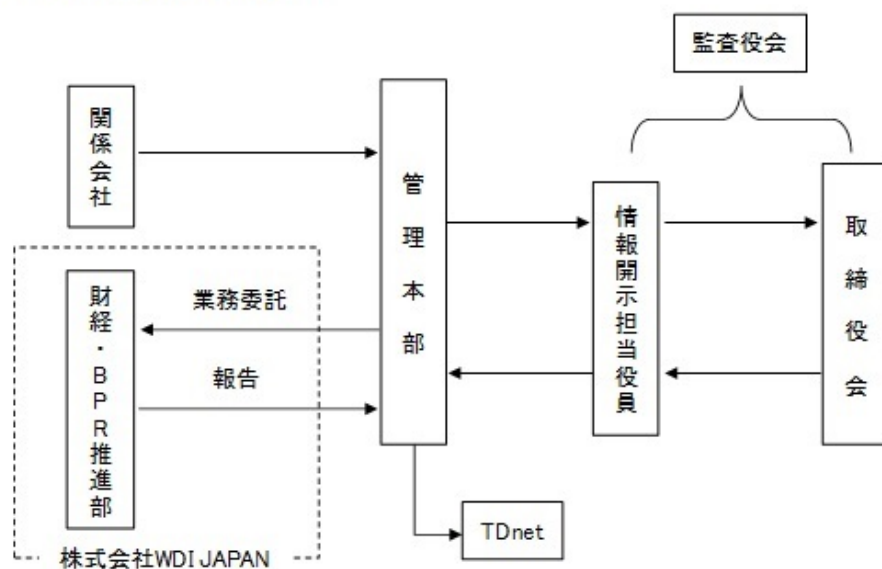 監査役会
関係会社
管理本部
情報開示担当役員
取締役会
財経・BPR推進部
業務委託
報告
TDnet
株式会社WDI JAPAN